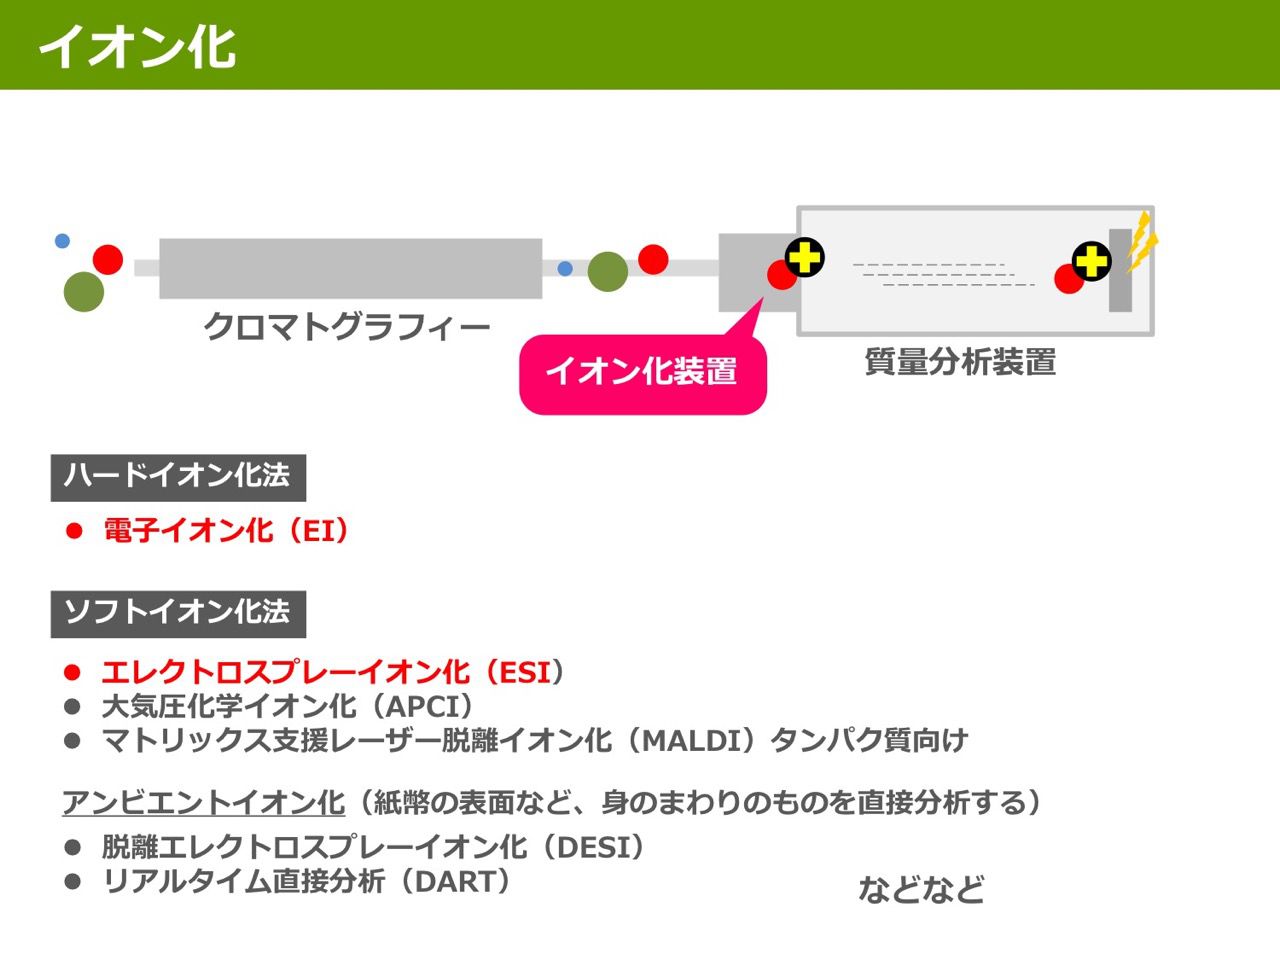 イオン化
クロマトグラフィー
イオン化装置
質量分析装置
ハードイオン化法
● 電子イオン化（EI）
ソフトイオン化法
● エレクトロスプレーイオン化（ESI）
● 大気圧化学イオン化（APCI）
● マトリックス支援レーザー脱離イオン化（MALDI）タンパク質向け
アンビエントイオン化（紙幣の表面など、身のまわりのものを直接分析する）
● 脱離エレクトロスプレーイオン化（DESI）
● リアルタイム直接分析（DART）
などなど